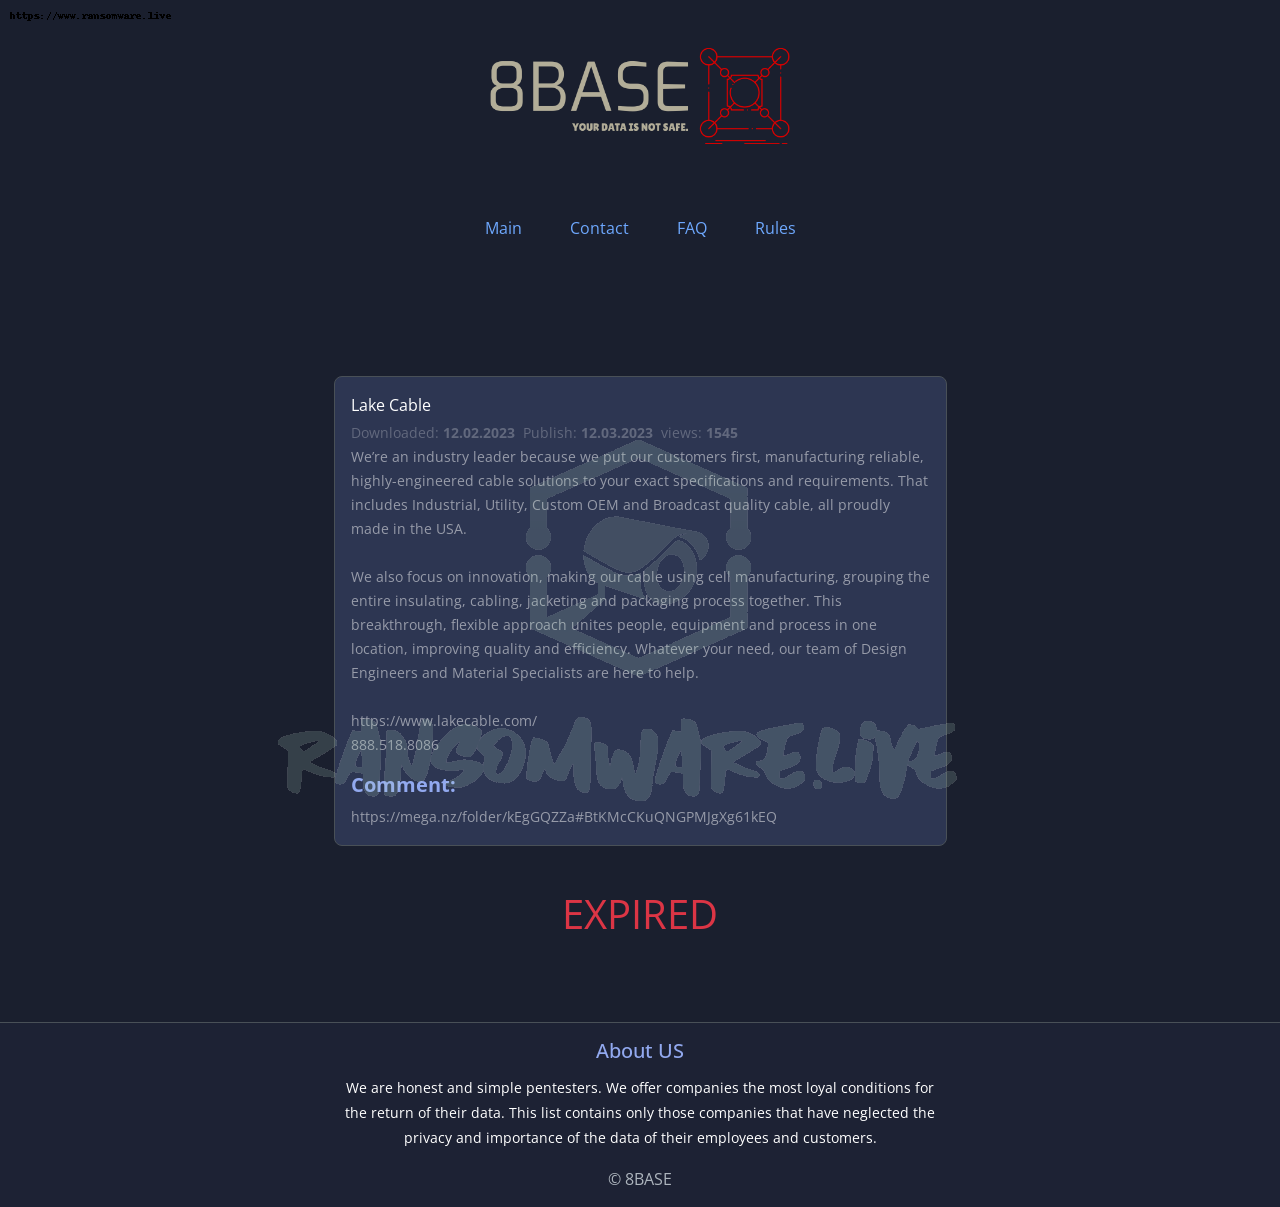 https://www.ransomware.live
8BASE
YOUR DATA IS NOT SAFE.
Main Contact FAQ Rules
Lake Cable
Downloaded: 12.02.2023 Publish: 12.03.2023 views: 1545
We’re an industry leader because we put our customers first, manufacturing reliable,
highly-engineered cable solutions to your exact specifications and requirements. That
includes Industrial, Utility, Custom OEM and Broadcast quality cable, all proudly
made in the USA.
We also focus on innovation, making our cable using cell manufacturing, grouping the
entire insulating, cabling, jacketing and packaging process together. This
breakthrough, flexible approach unites people, equipment and process in one
location, improving quality and efficiency. Whatever your need, our team of Design
Engineers and Material Specialists are here to help.
https://www.lakecable.com/
888.518.8086
RANSOMWARE.LIVE
Comment:
https://mega.nz/folder/kEgGQZZa#BtKMcCKuQNGPMJgXg61kEQ
EXPIRED
About US
We are honest and simple pentesters. We offer companies the most loyal conditions for
the return of their data. This list contains only those companies that have neglected the
privacy and importance of the data of their employees and customers.
© 8BASE